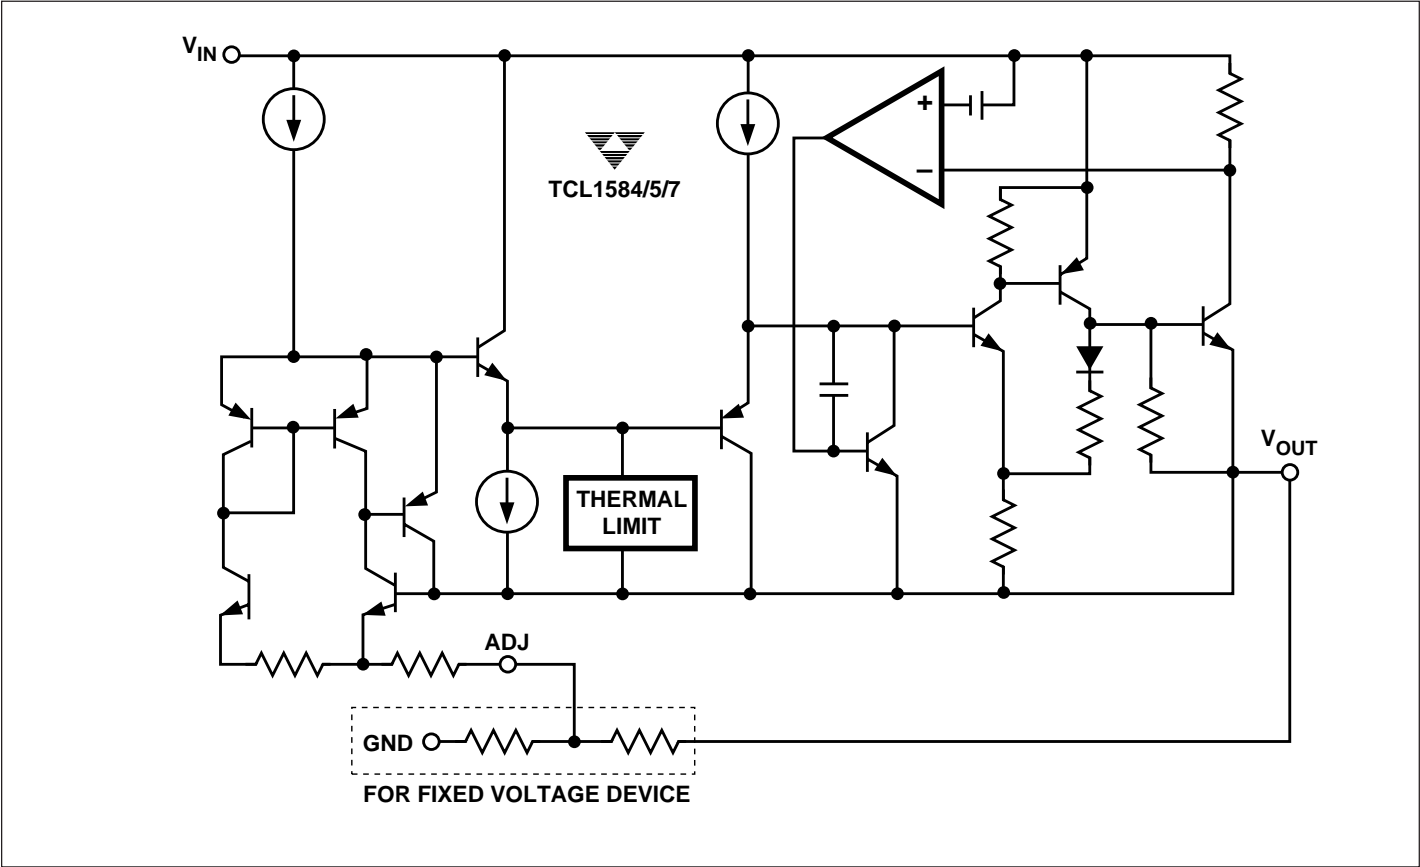 VIN
TCL1584/5/7
+
−
THERMAL
LIMIT
VOUT
ADJ
GND
FOR FIXED VOLTAGE DEVICE